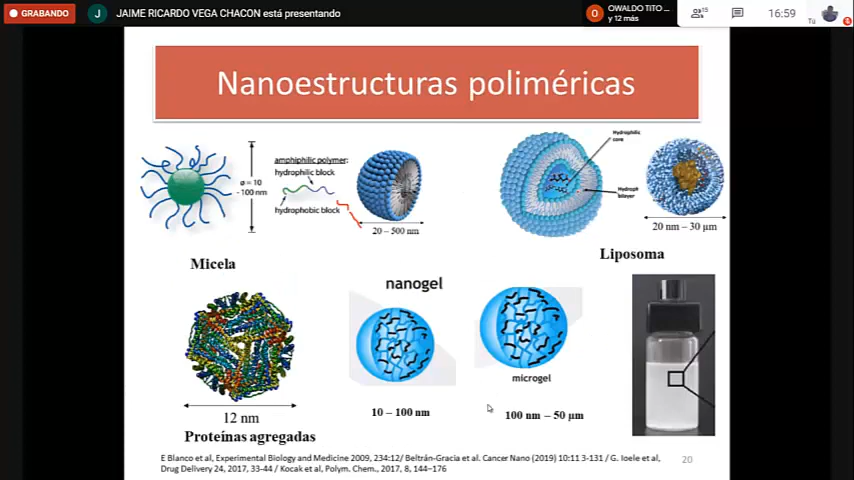 GRABANDO
J
JAIME RICARDO VEGA CHACON está presentando
O
OWALDO TITO ...
y 12 más
15
16:59
Tú
Nanoestructuras poliméricas
ø = 10
- 100 nm
amphiphilic polymer:
hydrophilic block
hydrophobic block
20 – 500 nm
Micela
Hydrophilic
core
bilayer
20 nm – 30 µm
Liposoma
nanogel
microgel
12 nm
10 – 100 nm
100 nm – 50 µm
Proteínas agregadas
E Blanco et al, Experimental Biology and Medicine 2009, 234:12/ Beltrán-Gracia et al. Cancer Nano (2019) 10:11 3-131 / G. Ioele et al,
Drug Delivery 24, 2017, 33-44 / Kocak et al, Polym. Chem., 2017, 8, 144–176
20